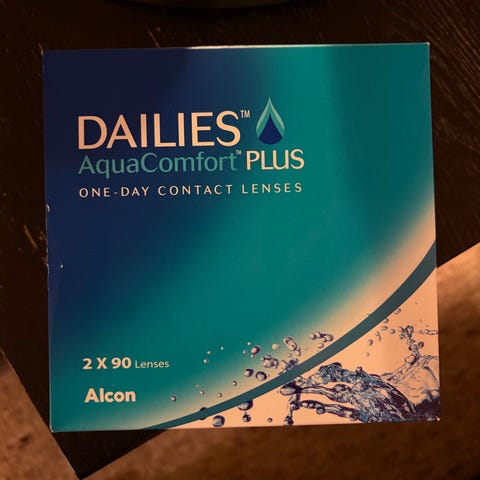 DAILIES™
AquaComfort™ PLUS
ONE-DAY CONTACT LENSES
2 X 90 Lenses
Alcon